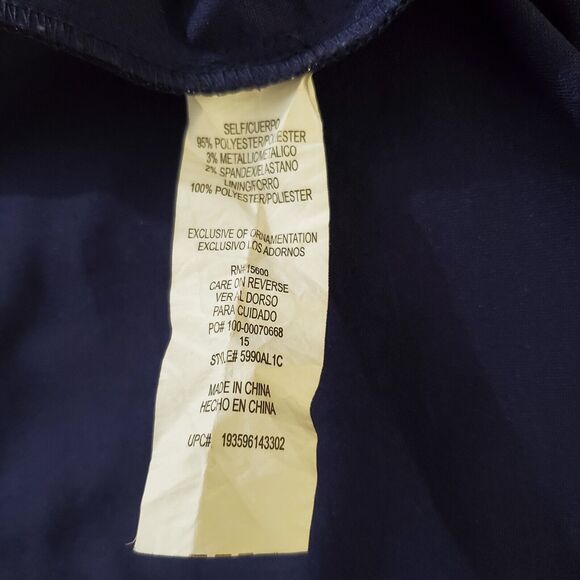 SELF/CUERPO
95% POLYESTER/POLIESTER
3% METALLIC/METALICO
2% SPANDEX/ELASTANO
LINING/FORRO
100% POLYESTER/POLIESTER
EXCLUSIVE OF ORNAMENTATION
EXCLUSIVO LOS ADORNOS
RN# 15600
CARE ON REVERSE
VER AL DORSO
PARA CUIDADO
PO# 100-00070668
15
STYLE# 5990AL1C
MADE IN CHINA
HECHO EN CHINA
UPC# 193596143302